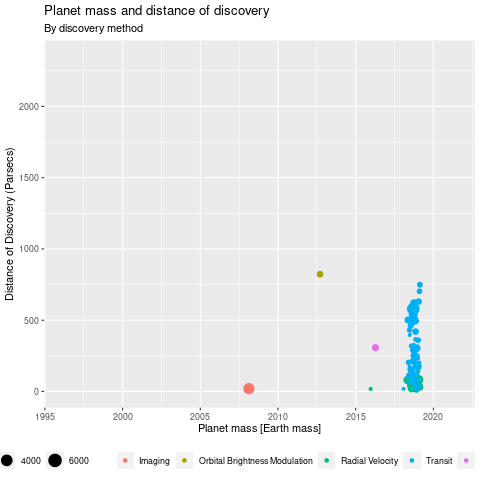 Planet mass and distance of discovery
By discovery method
Distance of Discovery (Parsecs)
2000
1500
1000
500
0
1995
2000
2005
2010
2015
2020
Planet mass [Earth mass]
4000
6000
Imaging
Orbital Brightness Modulation
Radial Velocity
Transit